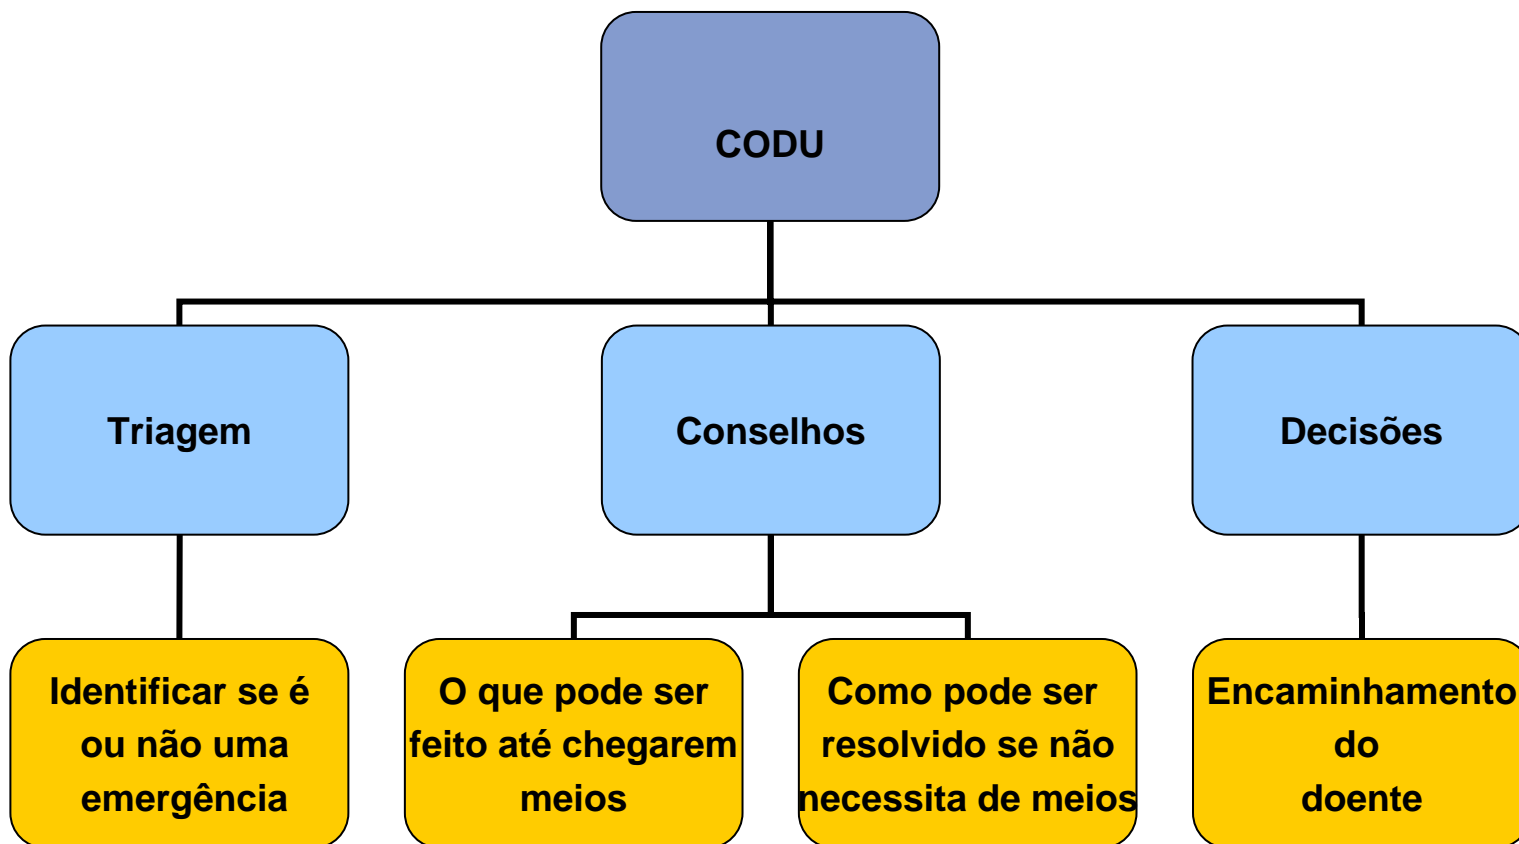 CODU
Triagem
Conselhos
Decisões
Identificar se é
ou não uma
emergência
O que pode ser
feito até chegarem
meios
Como pode ser
resolvido se não
necessita de meios
Encaminhamento
do
doente